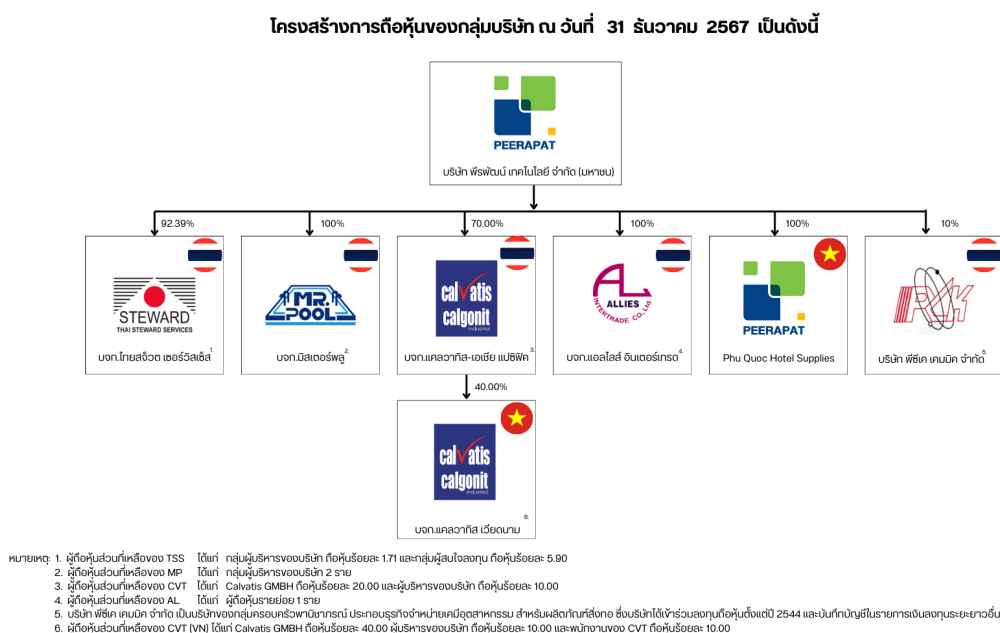 โครงสร้างการถือหุ้นของกลุ่มบริษัท ณ วันที่ 31 ธันวาคม 2567 เป็นดังนี้
PEERAPAT
บริษัท พีรพัฒน์ เทคโนโลยี จำกัด (มหาชน)
92.39% 100% 70.00% 100% 100% 10%
STEWARD
THAI STEWARD SERVICES
บจก.ไทยสจ๊วต เซอร์วิสเซ็ส 1.
MR.
POOL
บจก.มิสเตอร์พลู 2.
calvatis
calgonit
industrial
บจก.แคลวาทิส-เอเชีย แปซิฟิค 3.
AL
ALLIES
INTERTRADE CO., Ltd.
บจก.แอลไลส์ อินเตอร์เทรด 4.
PEERAPAT
Phu Quoc Hotel Supplies
บริษัท พีซีเค เคมมิค จำกัด 5.
40.00%
calvatis
calgonit
industrial
6.
บจก.แคลวาทิส เวียดนาม
หมายเหตุ: 1. ผู้ถือหุ้นส่วนที่เหลือของ TSS ได้แก่ กลุ่มผู้บริหารของบริษัท ถือหุ้นร้อยละ 1.71 และกลุ่มผู้สนใจลงทุน ถือหุ้นร้อยละ 5.90
2. ผู้ถือหุ้นส่วนที่เหลือของ MP ได้แก่ กลุ่มผู้บริหารของบริษัท 2 ราย
3. ผู้ถือหุ้นส่วนที่เหลือของ CVT ได้แก่ Calvatis GMBH ถือหุ้นร้อยละ 20.00 และผู้บริหารของบริษัท ถือหุ้นร้อยละ 10.00
4. ผู้ถือหุ้นส่วนที่เหลือของ AL ได้แก่ ผู้ถือหุ้นรายย่อย 1 ราย
5. บริษัท พีซีเค เคมมิค จำกัด เป็นบริษัทของกลุ่มครอบครัวพานิชาภรณ์ ประกอบธุรกิจจำหน่ายเคมีอุตสาหกรรม สำหรับผลิตภัณฑ์สิ่งทอ ซึ่งบริษัทได้เข้าร่วมลงทุนถือหุ้นตั้งแต่ปี 2544 และบันทึกบัญชีในรายการเงินลงทุนระยะยาวอื่น
6. ผู้ถือหุ้นส่วนที่เหลือของ CVT (VN) ได้แก่ Calvatis GMBH ถือหุ้นร้อยละ 40.00 ผู้บริหารของบริษัท ถือหุ้นร้อยละ 10.00 และพนักงานของ CVT ถือหุ้นร้อยละ 10.00